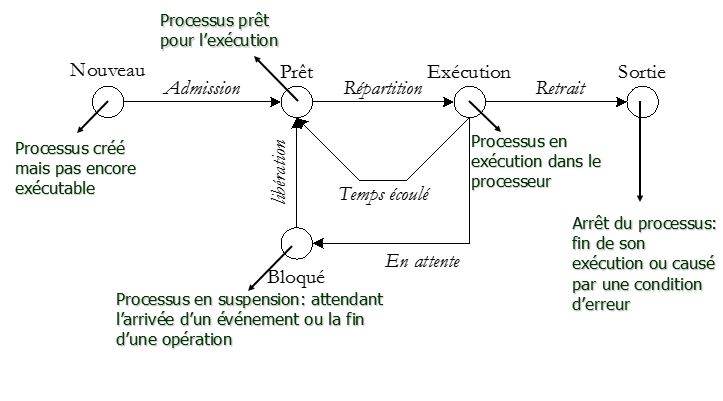 Processus prêt
pour l'exécution
Nouveau
Prêt
Exécution
Sortie
Admission
Répartition
Retrait
Processus créé
mais pas encore
exécutable
libération
Temps écoulé
Processus en
exécution dans le
processeur
En attente
Bloqué
Arrêt du processus:
fin de son
exécution ou causé
par une condition
d'erreur
Processus en suspension: attendant
l'arrivée d'un événement ou la fin
d'une opération